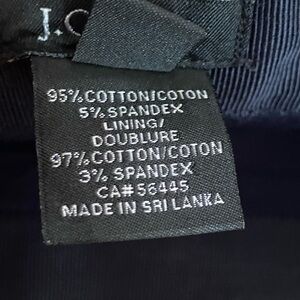 J.C
95% COTTON/COTON
5% SPANDEX
LINING/
DOUBLURE
97% COTTON/COTON
3% SPANDEX
CA#56445
MADE IN SRI LANKA